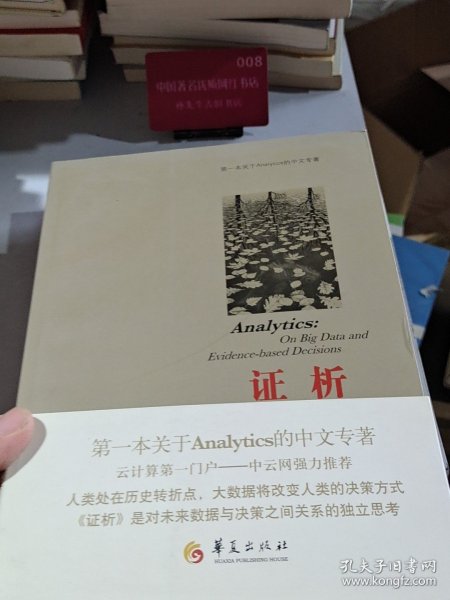 008
中国著名钱频网红书店
第一本关于Analytics的中文专著
Analytics:
On Big Data and
Evidence-based Decisions
证析
第一本关于Analytics的中文专著
云计算第一门户——中云网强力推荐
人类处在历史转折点，大数据将改变人类的决策方式
《证析》是对未来数据与决策之间关系的独立思考
华夏出版社
HUAXIA PUBLISHING HOUSE
孔夫子旧书网
www.kongfz.com